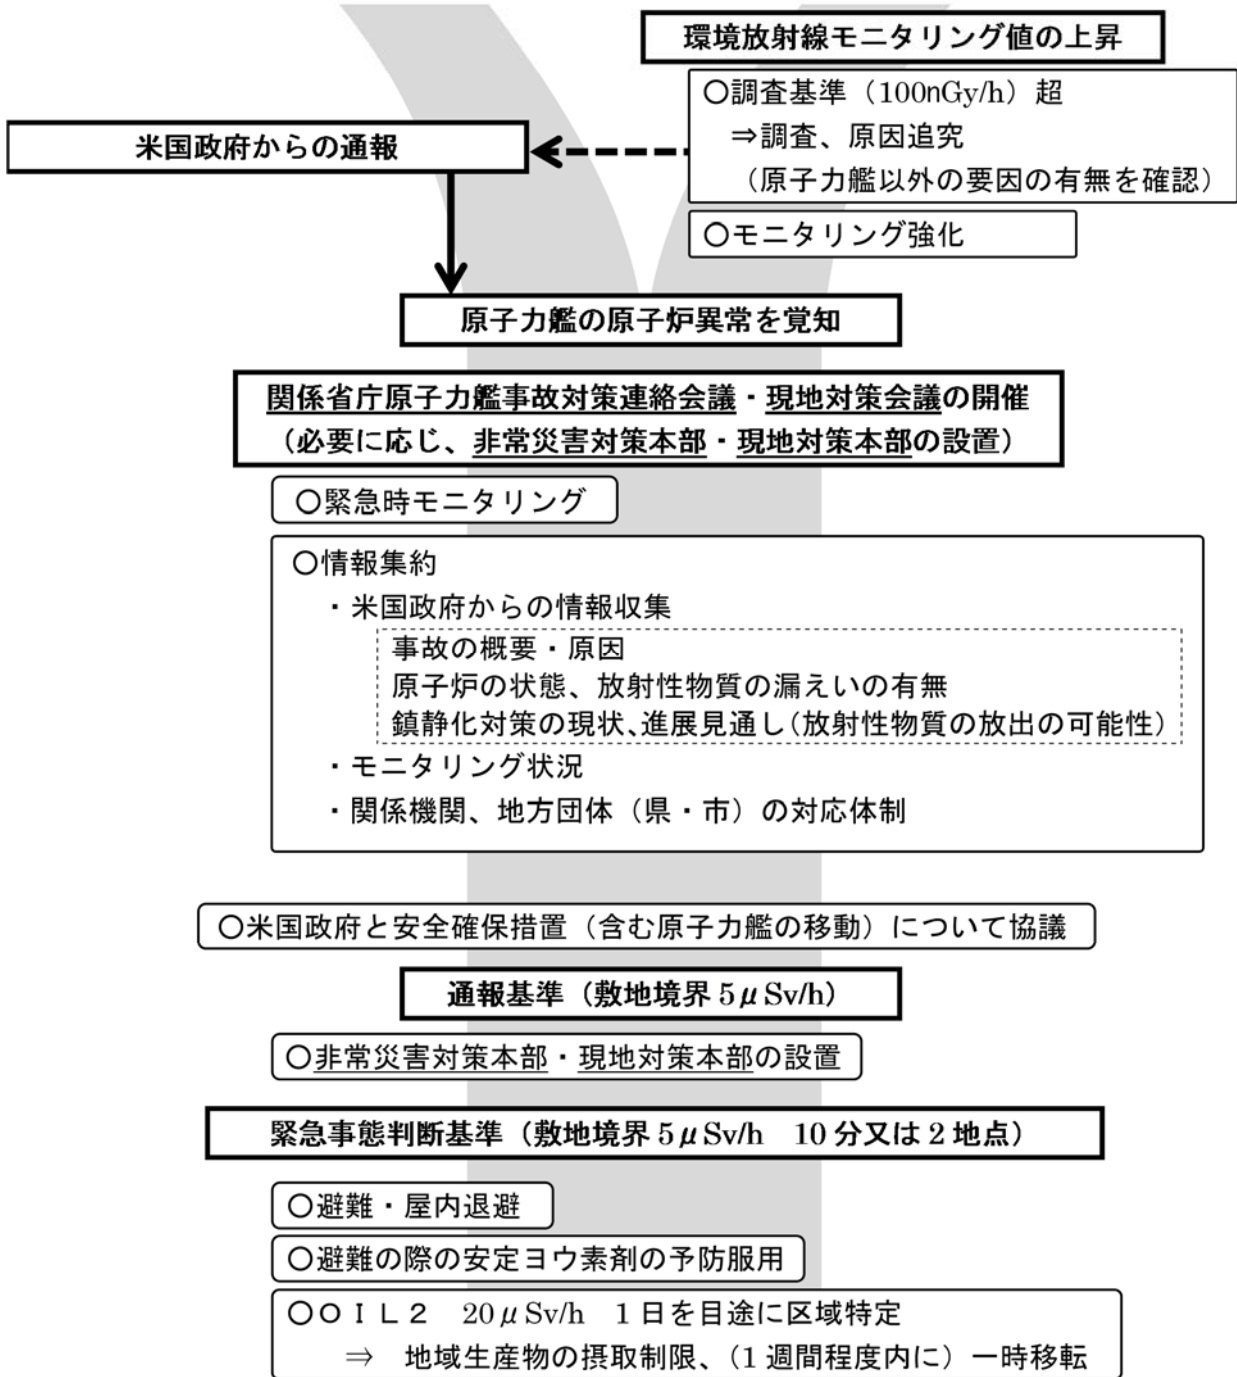 環境放射線モニタリング値の上昇
〇調査基準（100nGy/h）超
⇒調査、原因追究
（原子力艦以外の要因の有無を確認）
〇モニタリング強化
米国政府からの通報
原子力艦の原子炉異常を覚知
関係省庁原子力艦事故対策連絡会議・現地対策会議の開催
（必要に応じ、非常災害対策本部・現地対策本部の設置）
〇緊急時モニタリング
〇情報集約
・米国政府からの情報収集
事故の概要・原因
原子炉の状態、放射性物質の漏えいの有無
鎮静化対策の現状、進展見通し（放射性物質の放出の可能性）
・モニタリング状況
・関係機関、地方団体（県・市）の対応体制
〇米国政府と安全確保措置（含む原子力艦の移動）について協議
通報基準（敷地境界 5μSv/h）
〇非常災害対策本部・現地対策本部の設置
緊急事態判断基準（敷地境界 5μSv/h　10 分又は 2 地点）
〇避難・屋内退避
〇避難の際の安定ヨウ素剤の予防服用
〇ＯＩＬ２　20μSv/h　1 日を目途に区域特定
⇒　地域生産物の摂取制限、（1 週間程度内に）一時移転